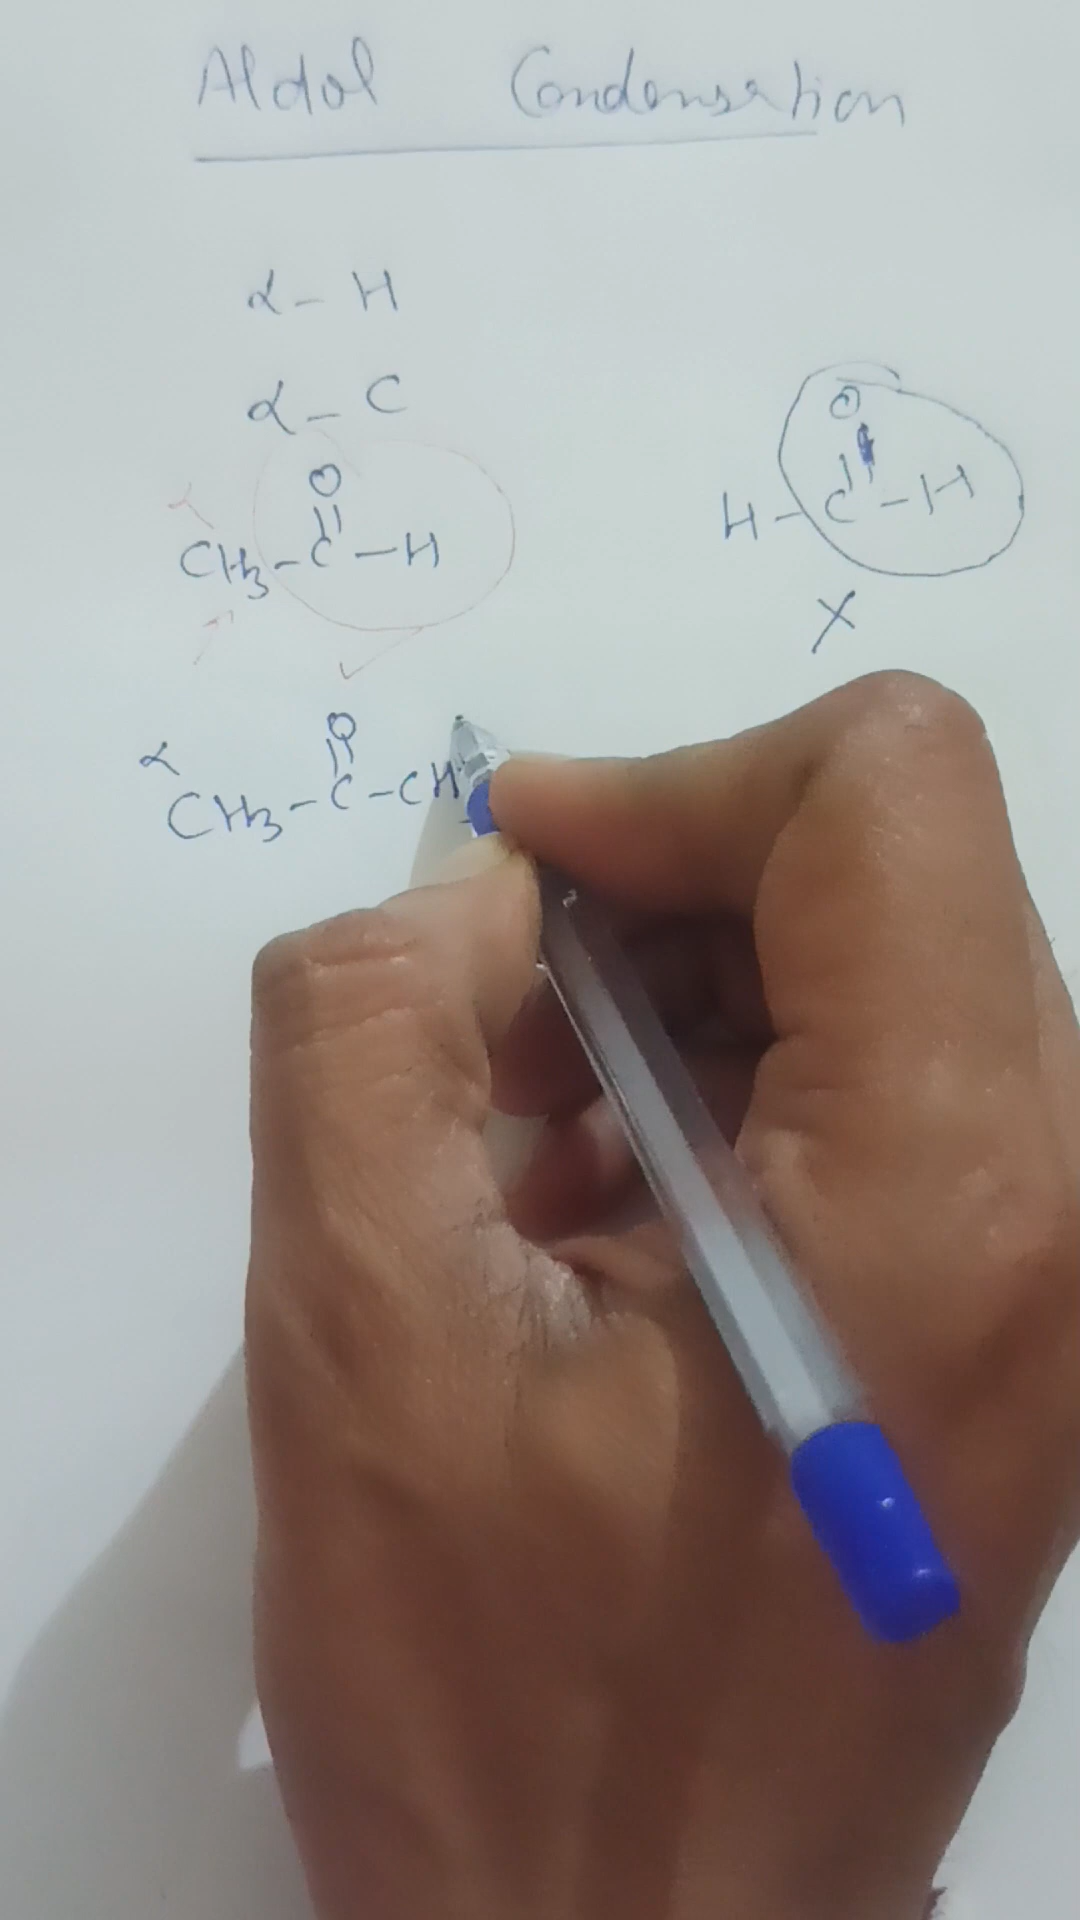 Aldol Condensation
α - H
α - C
α
O
||
CH3 - C - H
O
||
H - C - H
X
α
O
||
CH3 - C - CH